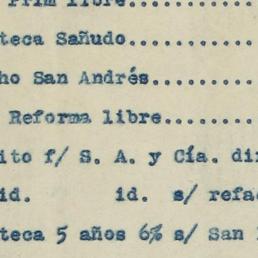 Prim libre............
teca Sañudo...........
ho San Andrés.........
Reforma libre........
ito f/ S. A. y Cía. di
id. id. s/ refa
teca 5 años 6% s/ San